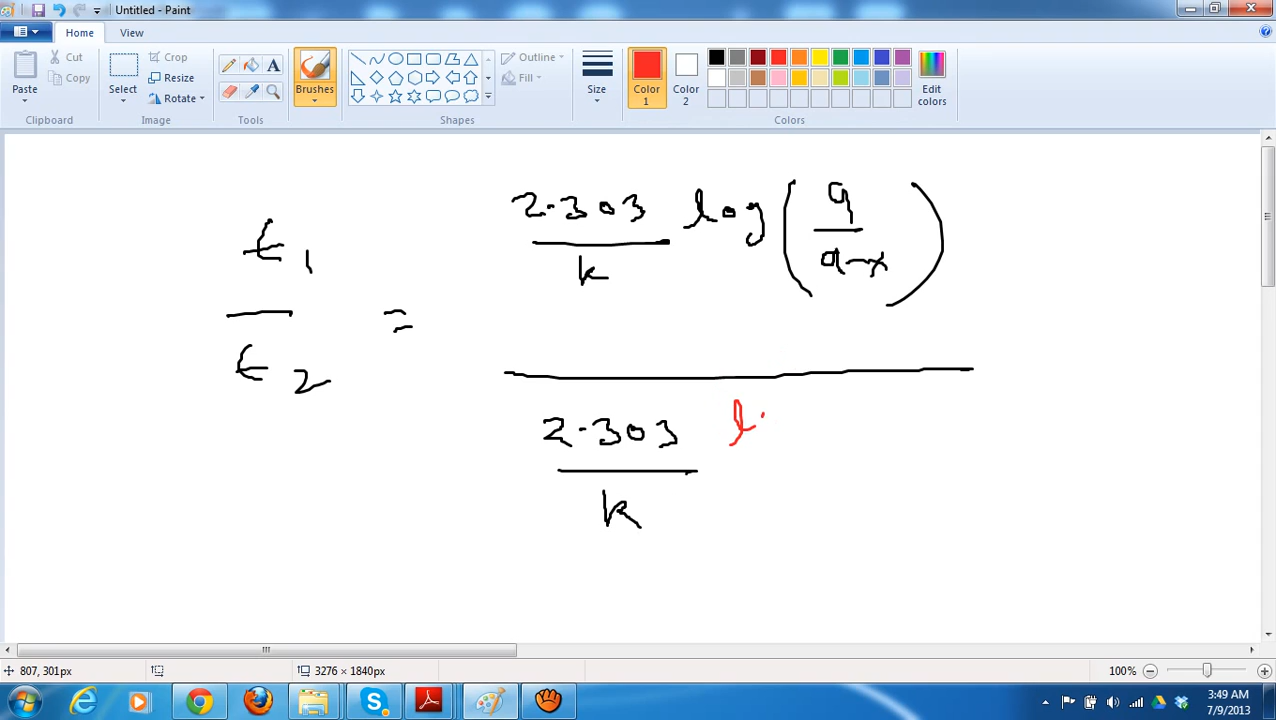 Untitled - Paint
Home View
Paste
Cut
Copy
Clipboard
Select
Crop
Resize
Rotate
Image
Tools
Brushes
Outline
Fill
Shapes
Size
Color 1
Color 2
Edit colors
Colors
t1
t2
=
2.303
k
log
(a
a-x)
2.303
k
l
807, 301px
3276 × 1840px
100%
3:49 AM
7/9/2013